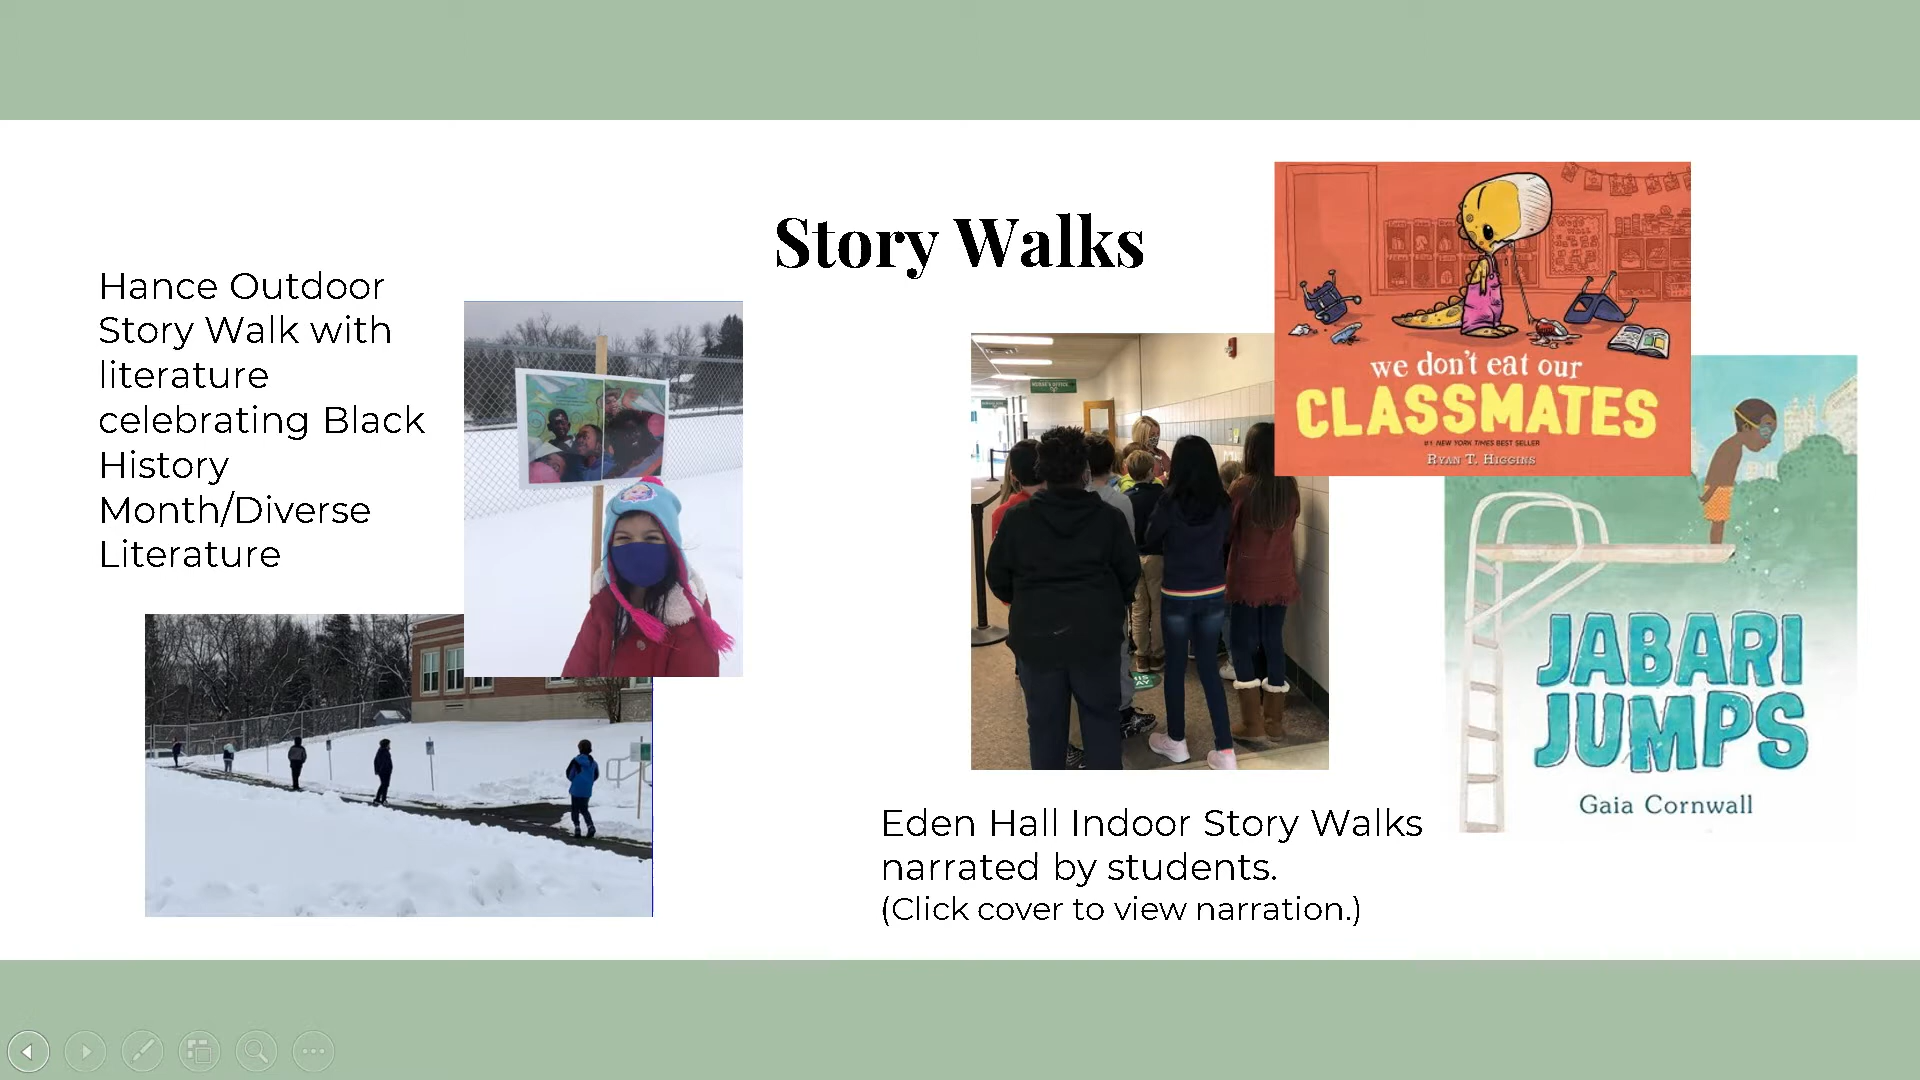 Story Walks
Hance Outdoor
Story Walk with
literature
celebrating Black
History
Month/Diverse
Literature
we don't eat our
CLASSMATES
#1 NEW YORK TIMES BEST SELLER
RYAN T. HIGGINS
JABARI
JUMPS
Gaia Cornwall
Eden Hall Indoor Story Walks
narrated by students.
(Click cover to view narration.)